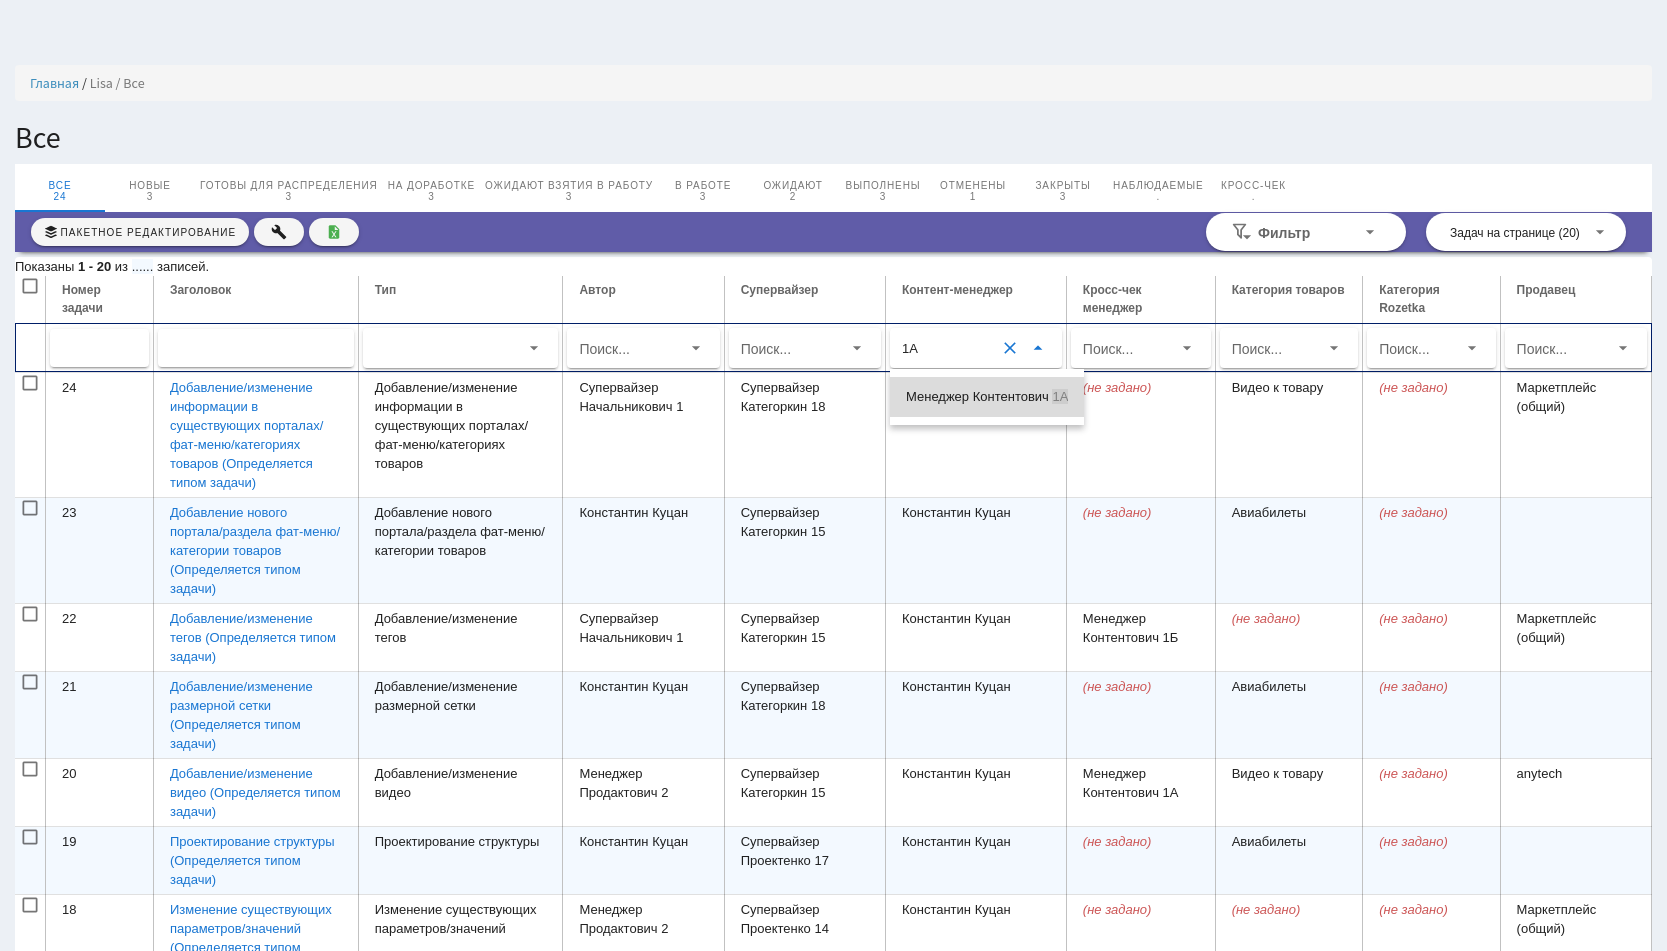 Главная / Lisa / Все
Все
ВСЕ НОВЫЕ ГОТОВЫ ДЛЯ РАСПРЕДЕЛЕНИЯ НА ДОРАБОТКЕ ОЖИДАЮТ ВЗЯТИЯ В РАБОТУ В РАБОТЕ ОЖИДАЮТ ВЫПОЛНЕНЫ ОТМЕНЕНЫ ЗАКРЫТЫ НАБЛЮДАЕМЫЕ КРОСС-ЧЕК
24 3 3 3 3 3 2 3 1 3 . .
ПАКЕТНОЕ РЕДАКТИРОВАНИЕ Фильтр Задач на странице (20)
Показаны 1 - 20 из ...... записей.
Номер Заголовок Тип Автор Супервайзер Контент-менеджер Кросс-чек Категория товаров Категория Продавец
задачи менеджер Rozetka
Поиск... Поиск... 1А Поиск... Поиск... Поиск... Поиск...
Менеджер Контентович 1А
24 Добавление/изменение Добавление/изменение Супервайзер Супервайзер (не задано) Видео к товару (не задано) Маркетплейс
информации в информации в Начальникович 1 Категоркин 18 (общий)
существующих порталах/ существующих порталах/
фат-меню/категориях фат-меню/категориях
товаров (Определяется товаров
типом задачи)
23 Добавление нового Добавление нового Константин Куцан Супервайзер Константин Куцан (не задано) Авиабилеты (не задано)
портала/раздела фат-меню/ портала/раздела фат-меню/ Категоркин 15
категории товаров категории товаров
(Определяется типом
задачи)
22 Добавление/изменение Добавление/изменение Супервайзер Супервайзер Константин Куцан Менеджер (не задано) (не задано) Маркетплейс
тегов (Определяется типом тегов Начальникович 1 Категоркин 15 Контентович 1Б (общий)
задачи)
21 Добавление/изменение Добавление/изменение Константин Куцан Супервайзер Константин Куцан (не задано) Авиабилеты (не задано)
размерной сетки размерной сетки Категоркин 18
(Определяется типом
задачи)
20 Добавление/изменение Добавление/изменение Менеджер Супервайзер Константин Куцан Менеджер Видео к товару (не задано) anytech
видео (Определяется типом видео Продактович 2 Категоркин 15 Контентович 1А
задачи)
19 Проектирование структуры Проектирование структуры Константин Куцан Супервайзер Константин Куцан (не задано) Авиабилеты (не задано)
(Определяется типом Проектенко 17
задачи)
18 Изменение существующих Изменение существующих Менеджер Супервайзер Константин Куцан (не задано) (не задано) (не задано) Маркетплейс
параметров/значений параметров/значений Продактович 2 Проектенко 14 (общий)
(Определяется типом